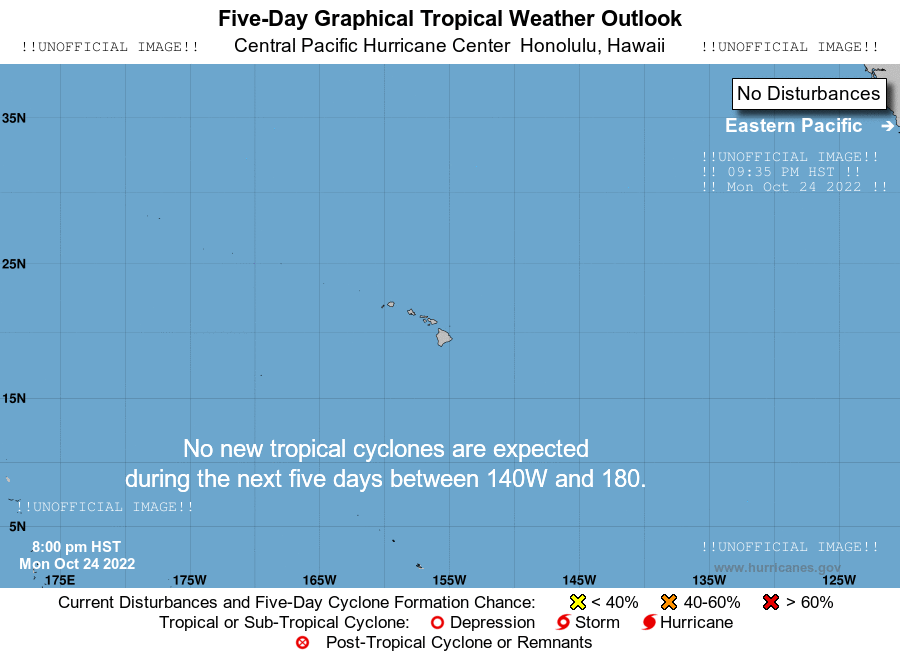 Five-Day Graphical Tropical Weather Outlook
!!UNOFFICIAL IMAGE!! Central Pacific Hurricane Center Honolulu, Hawaii !!UNOFFICIAL IMAGE!!
No Disturbances
35N
Eastern Pacific
!!UNOFFICIAL IMAGE!!
!! 09:35 PM HST !!
!! Mon Oct 24 2022 !!
25N
15N
No new tropical cyclones are expected
during the next five days between 140W and 180.
!!UNOFFICIAL IMAGE!!
5N
8:00 pm HST !!UNOFFICIAL IMAGE!!
Mon Oct 24 2022 www.hurricanes.gov
175E 175W 165W 155W 145W 135W 125W
Current Disturbances and Five-Day Cyclone Formation Chance: < 40% 40-60% > 60%
Tropical or Sub-Tropical Cyclone: Depression Storm Hurricane
Post-Tropical Cyclone or Remnants